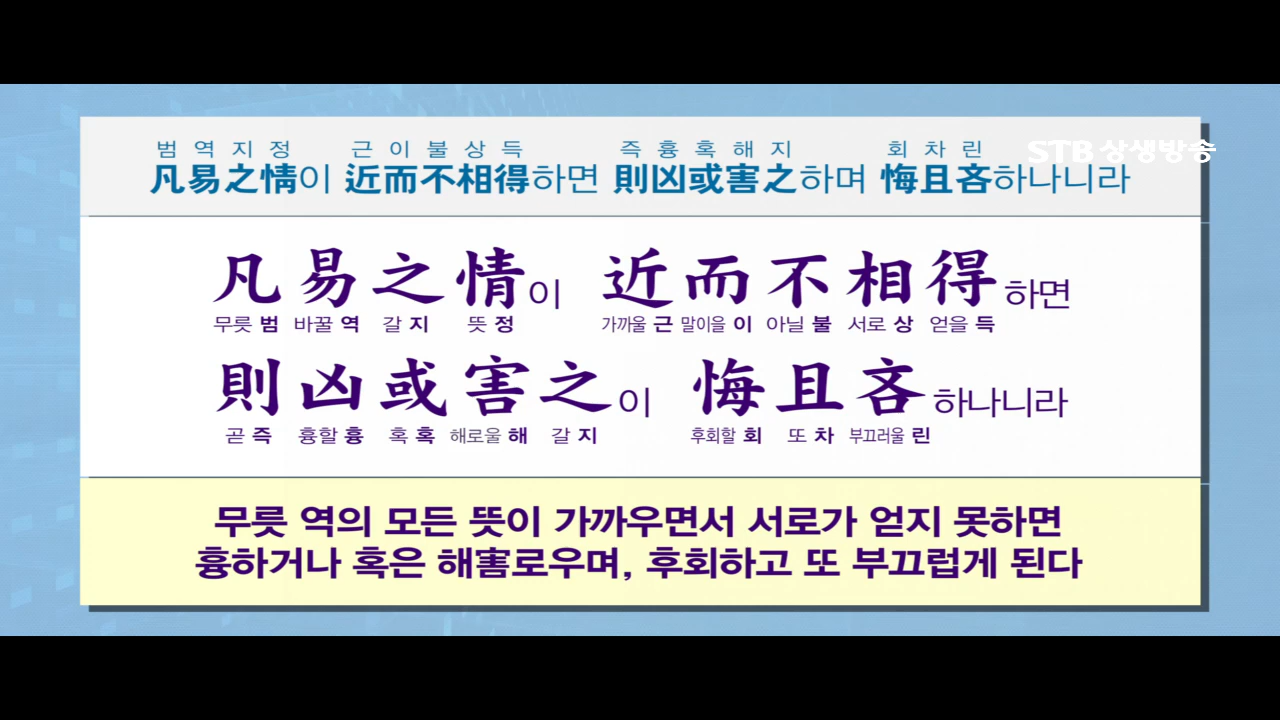 범역지정 근이불상득 즉흉혹해지 회차린
STB 상생방송
凡易之情이 近而不相得하면 則凶或害之하며 悔且吝하나니라
凡易之情이 近而不相得하면
무릇 범 바꿀 역 갈 지 뜻 정 가까울 근 말이을 이 아닐 불 서로 상 얻을 득
則凶或害之이 悔且吝하나니라
곧 즉 흉할 흉 혹 혹 해로울 해 갈 지 후회할 회 또 차 부끄러울 린
무릇 역의 모든 뜻이 가까우면서 서로가 얻지 못하면
흉하거나 혹은 해害로우며, 후회하고 또 부끄럽게 된다